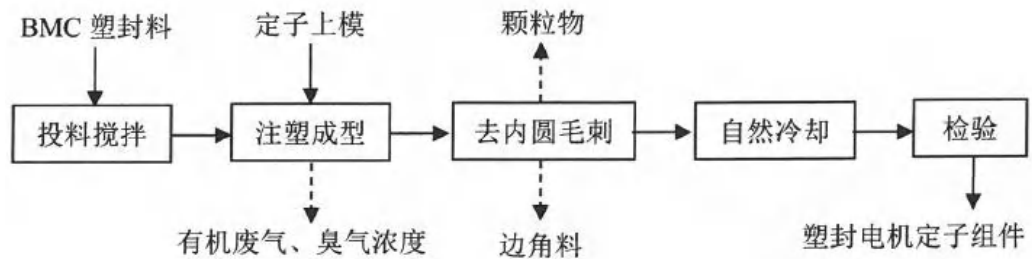 BMC 塑封料
定子上模
颗粒物
投料搅拌
注塑成型
去内圆毛刺
自然冷却
检验
有机废气、臭气浓度
边角料
塑封电机定子组件